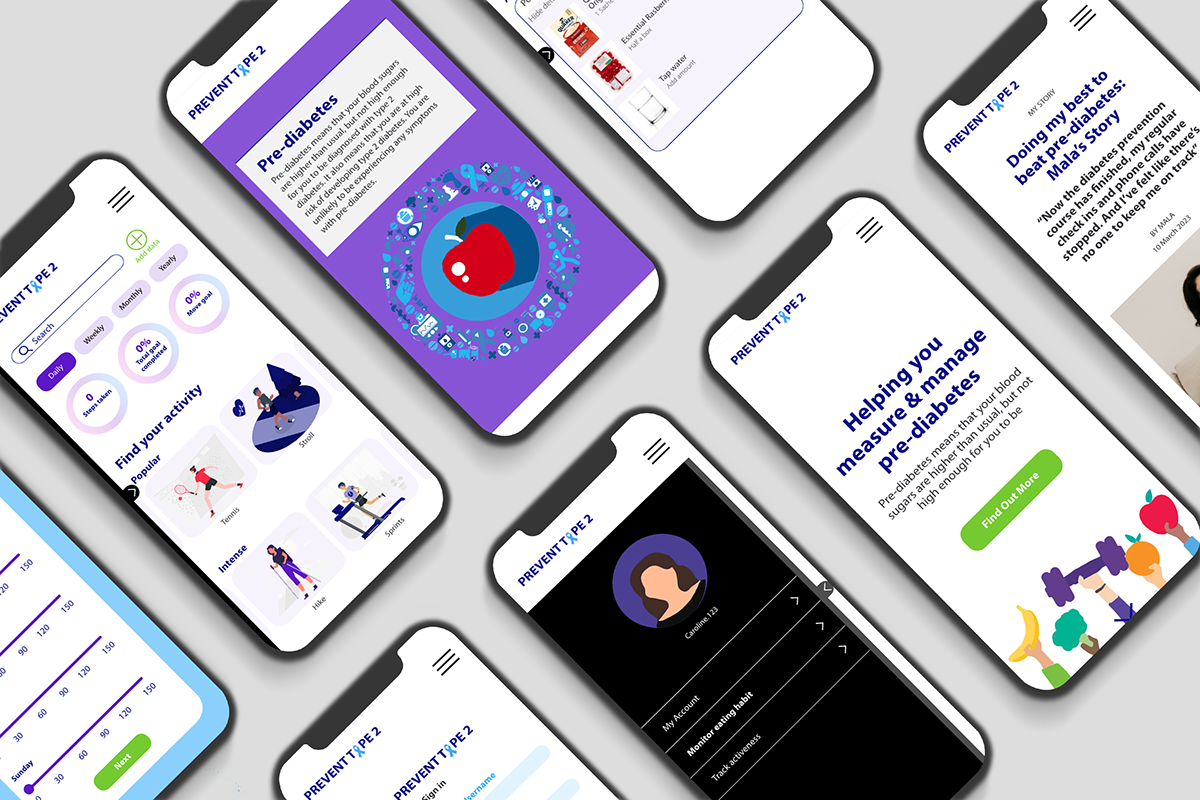 PREVENT TYPE 2
Pre-diabetes
Pre-diabetes means that your blood sugars
are higher than usual, but not high enough
for you to be diagnosed with type 2
diabetes. It also means that you are at high
risk of developing type 2 diabetes. You are
unlikely to be experiencing any symptoms
with pre-diabetes.
1 Sache
Essential Rasber
Half a box
Tap water
Add amount
PREVENT TYPE 2
MY STORY
Doing my best to
beat pre-diabetes:
Mala's Story
"Now the diabetes prevention
course has finished, my regular
check ins and phone calls have
stopped. And I've felt like there's
no one to keep me on track"
BY MALA
10 March 2023
EVENT TYPE 2
Add data
Search
Daily
Weekly
Monthly
Yearly
0
Steps taken
0%
Total goal
completed
0%
Move goal
Find your activity
Popular
Tennis
Stroll
Intense
Hike
Sprints
PREVENT TYPE 2
Helping you
measure & manage
pre-diabetes
Pre-diabetes means that your blood
sugars are higher than usual, but not
high enough for you to be
Find Out More
PREVENT TYPE 2
Caroline.123
My Account
Monitor eating habit
Track activeness
120 150
90 120 150
30 60 90 120 150
Sunday
0 30 60 90 120 150
Next
PREVENT TYPE 2
PREVENT TYPE 2
Sign in
sername